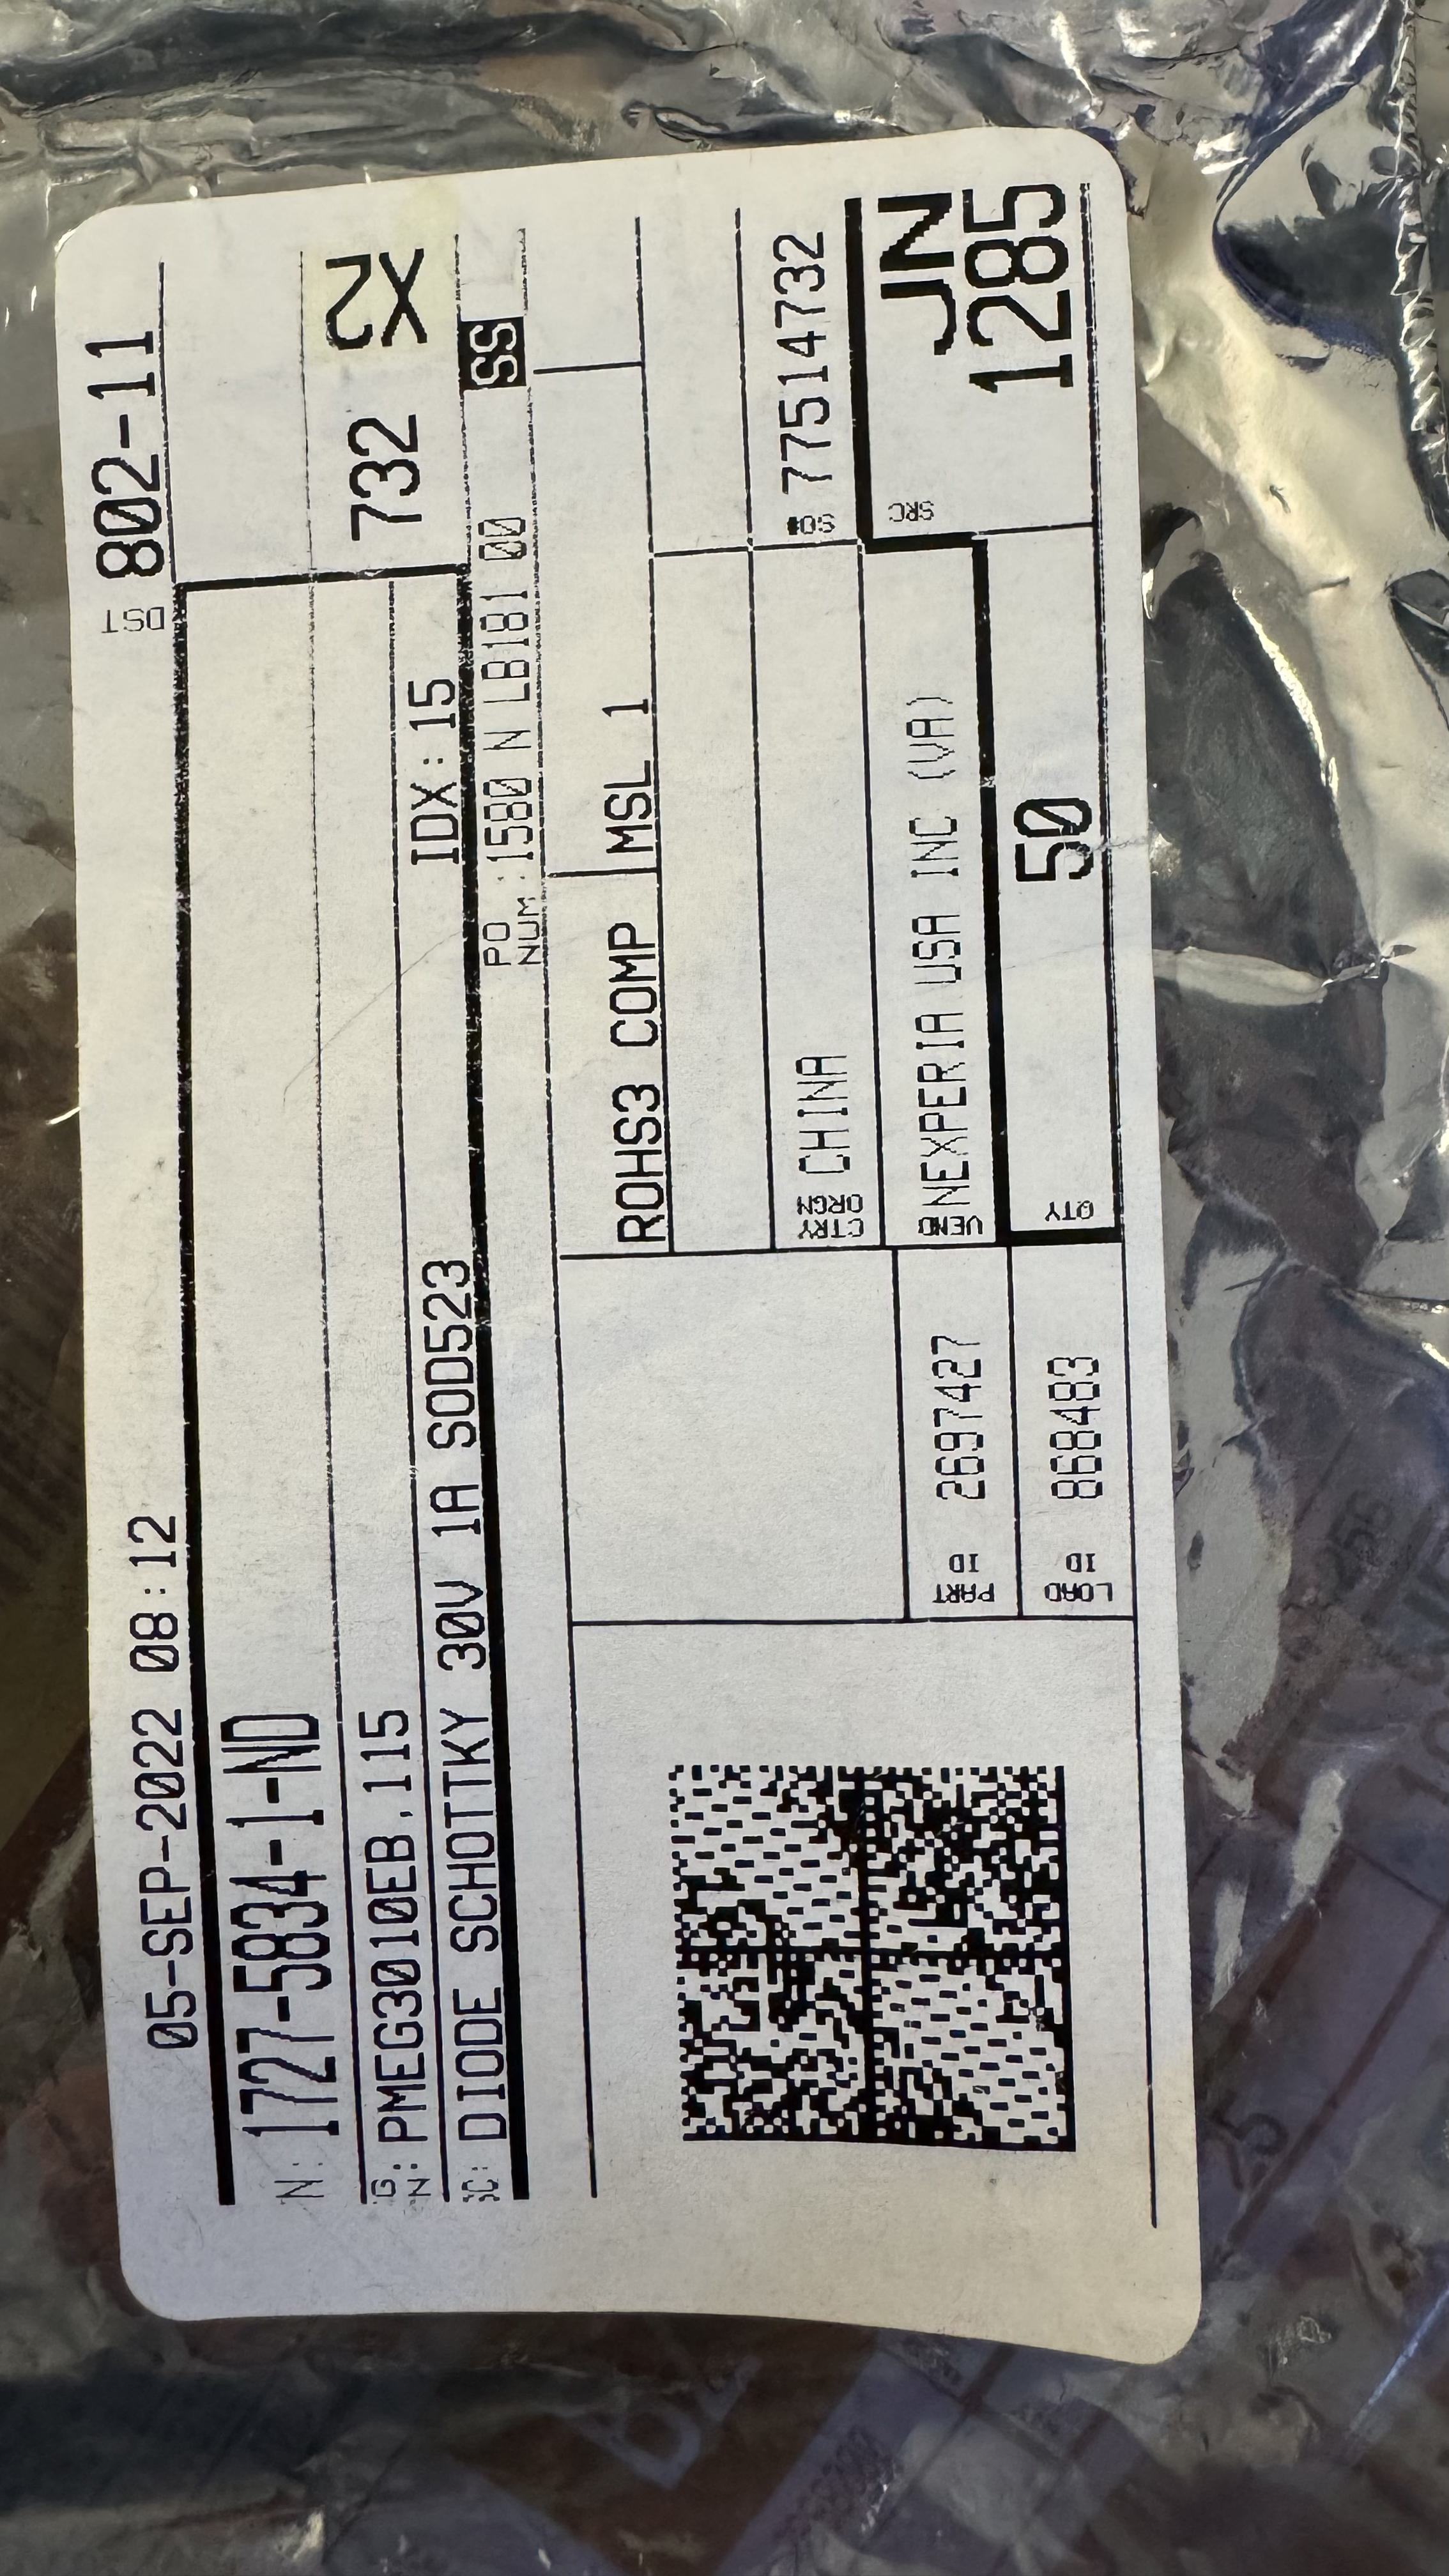 05-SEP-2022 08:12
DST 802-11
N: 1727-5834-1-ND
G
N: PMEG3010EB,115
732 X2
C: DIODE SCHOTTKY 30V 1A SOD523 IDX:15
PO
NUM : 1580 N LB181 00 SS
ROHS3 COMP MSL 1
CTRY
ORGN CHINA
SO# 77514732
PART
ID 2697427
VEND NEXPERIA USA INC (VA)
SRC JN
1285
LOAD
ID 868483
QTY 50